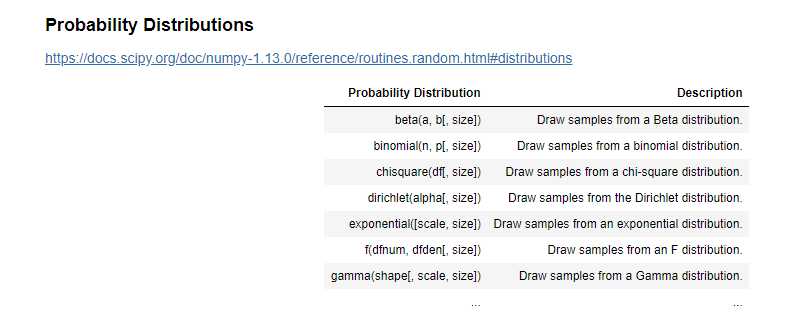 Probability Distributions
https://docs.scipy.org/doc/numpy-1.13.0/reference/routines.random.html#distributions
Probability Distribution Description
beta(a, b[, size]) Draw samples from a Beta distribution.
binomial(n, p[, size]) Draw samples from a binomial distribution.
chisquare(df[, size]) Draw samples from a chi-square distribution.
dirichlet(alpha[, size]) Draw samples from the Dirichlet distribution.
exponential([scale, size]) Draw samples from an exponential distribution.
f(dfnum, dfden[, size]) Draw samples from an F distribution.
gamma(shape[, scale, size]) Draw samples from a Gamma distribution.
... ...